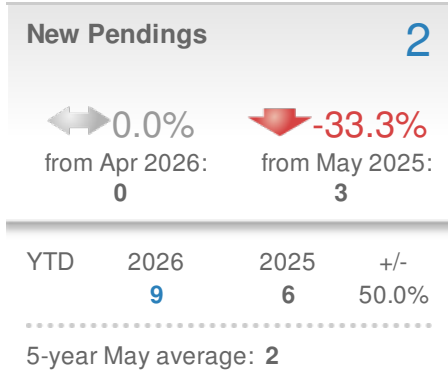 New Pendings 2
0.0% -33.3%
from Apr 2026: from May 2025:
0 3
YTD 2026 2025 +/-
9 6 50.0%
5-year May average: 2